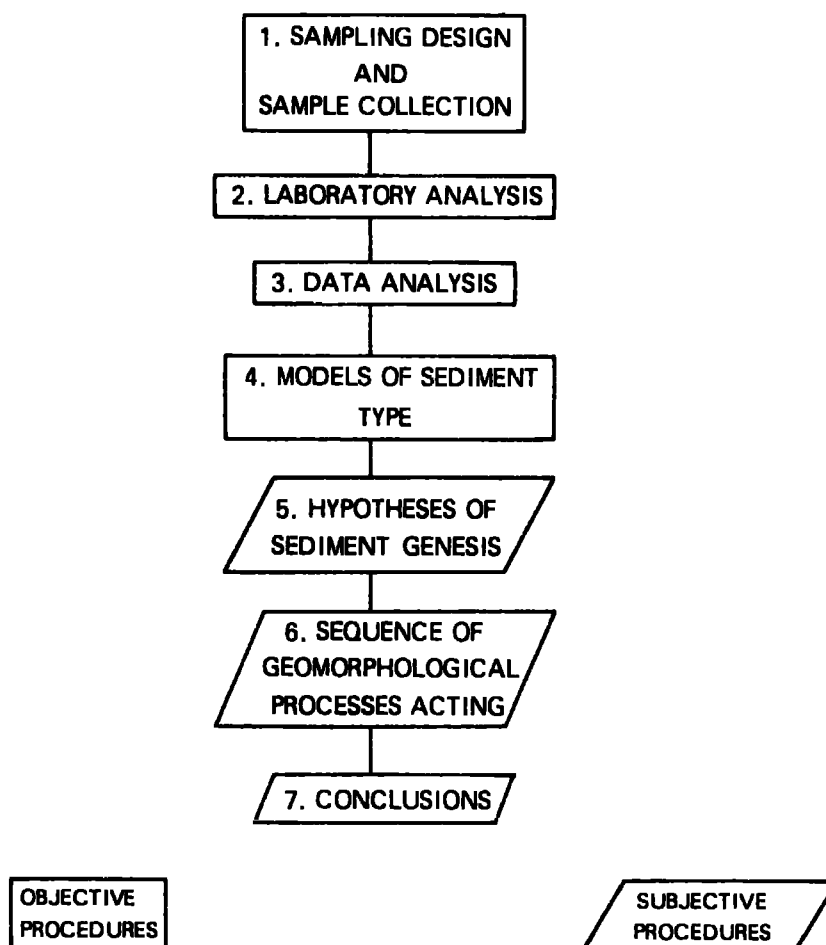 1. SAMPLING DESIGN
AND
SAMPLE COLLECTION
2. LABORATORY ANALYSIS
3. DATA ANALYSIS
4. MODELS OF SEDIMENT
TYPE
5. HYPOTHESES OF
SEDIMENT GENESIS
6. SEQUENCE OF
GEOMORPHOLOGICAL
PROCESSES ACTING
7. CONCLUSIONS
OBJECTIVE
PROCEDURES
SUBJECTIVE
PROCEDURES